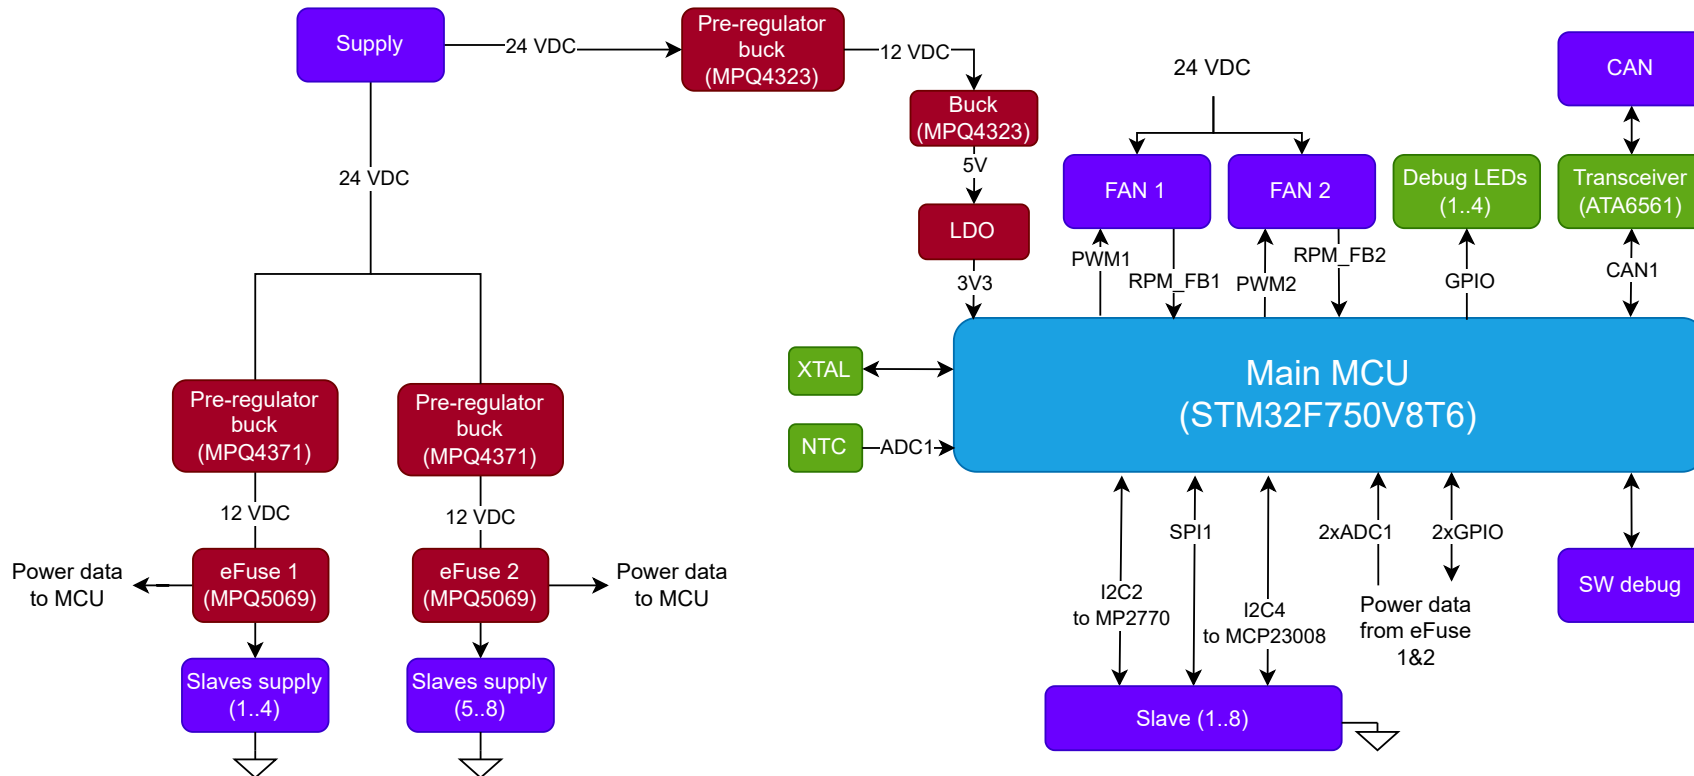 Supply
24 VDC
Pre-regulator
buck
(MPQ4323)
12 VDC
Buck
(MPQ4323)
5V
LDO
3V3
24 VDC
FAN 1
FAN 2
Debug LEDs
(1..4)
CAN
Transceiver
(ATA6561)
PWM1
RPM_FB1
PWM2
RPM_FB2
GPIO
CAN1
XTAL
NTC
ADC1
Main MCU
(STM32F750V8T6)
24 VDC
Pre-regulator
buck
(MPQ4371)
Pre-regulator
buck
(MPQ4371)
12 VDC
12 VDC
Power data
to MCU
eFuse 1
(MPQ5069)
eFuse 2
(MPQ5069)
Power data
to MCU
Slaves supply
(1..4)
Slaves supply
(5..8)
I2C2
to MP2770
SPI1
I2C4
to MCP23008
2xADC1
2xGPIO
Power data
from eFuse
1&2
SW debug
Slave (1..8)